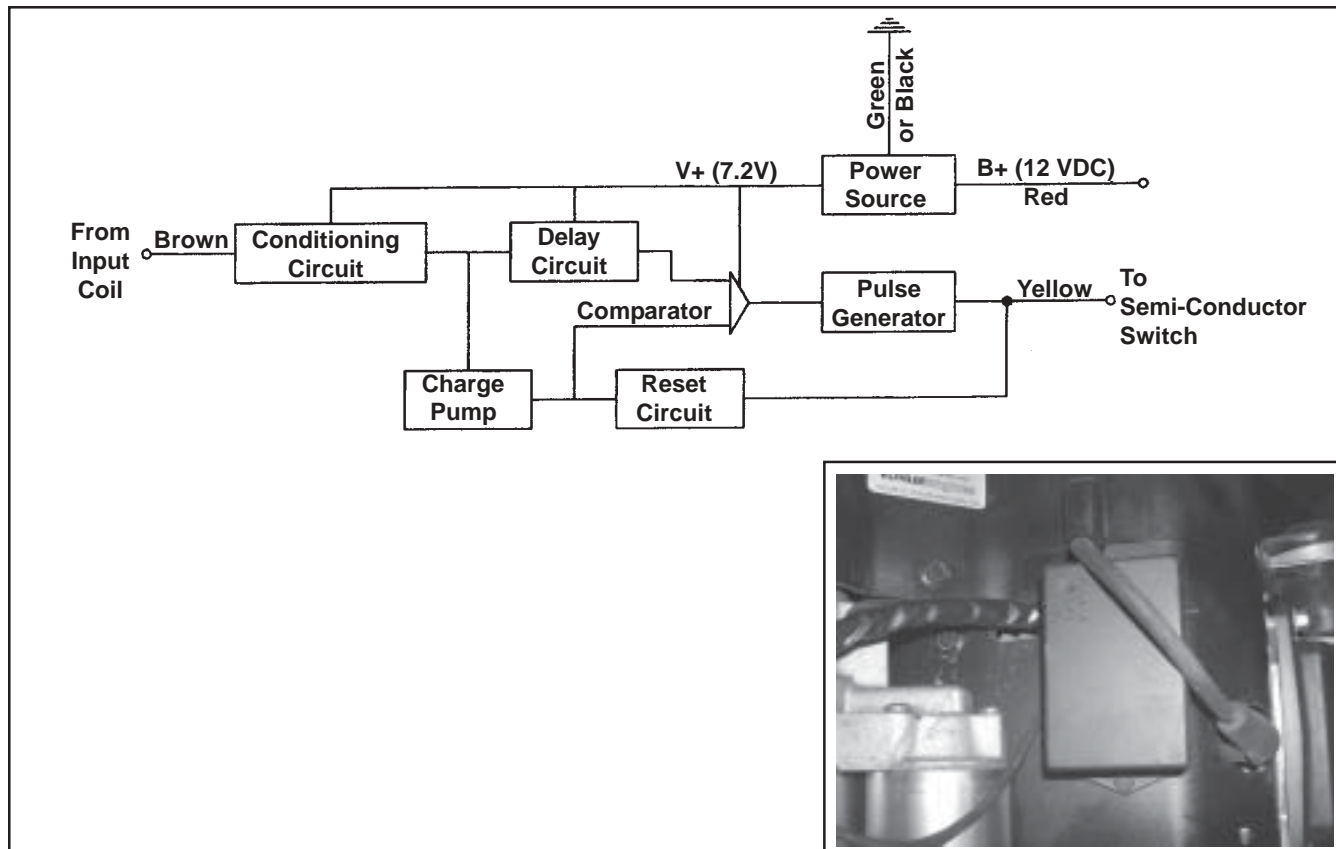 Green
or Black
V+ (7.2V)
Power
Source
B+ (12 VDC)
Red
From
Input
Coil
Brown
Conditioning
Circuit
Delay
Circuit
Comparator
Pulse
Generator
Yellow
To
Semi-Conductor
Switch
Charge
Pump
Reset
Circuit